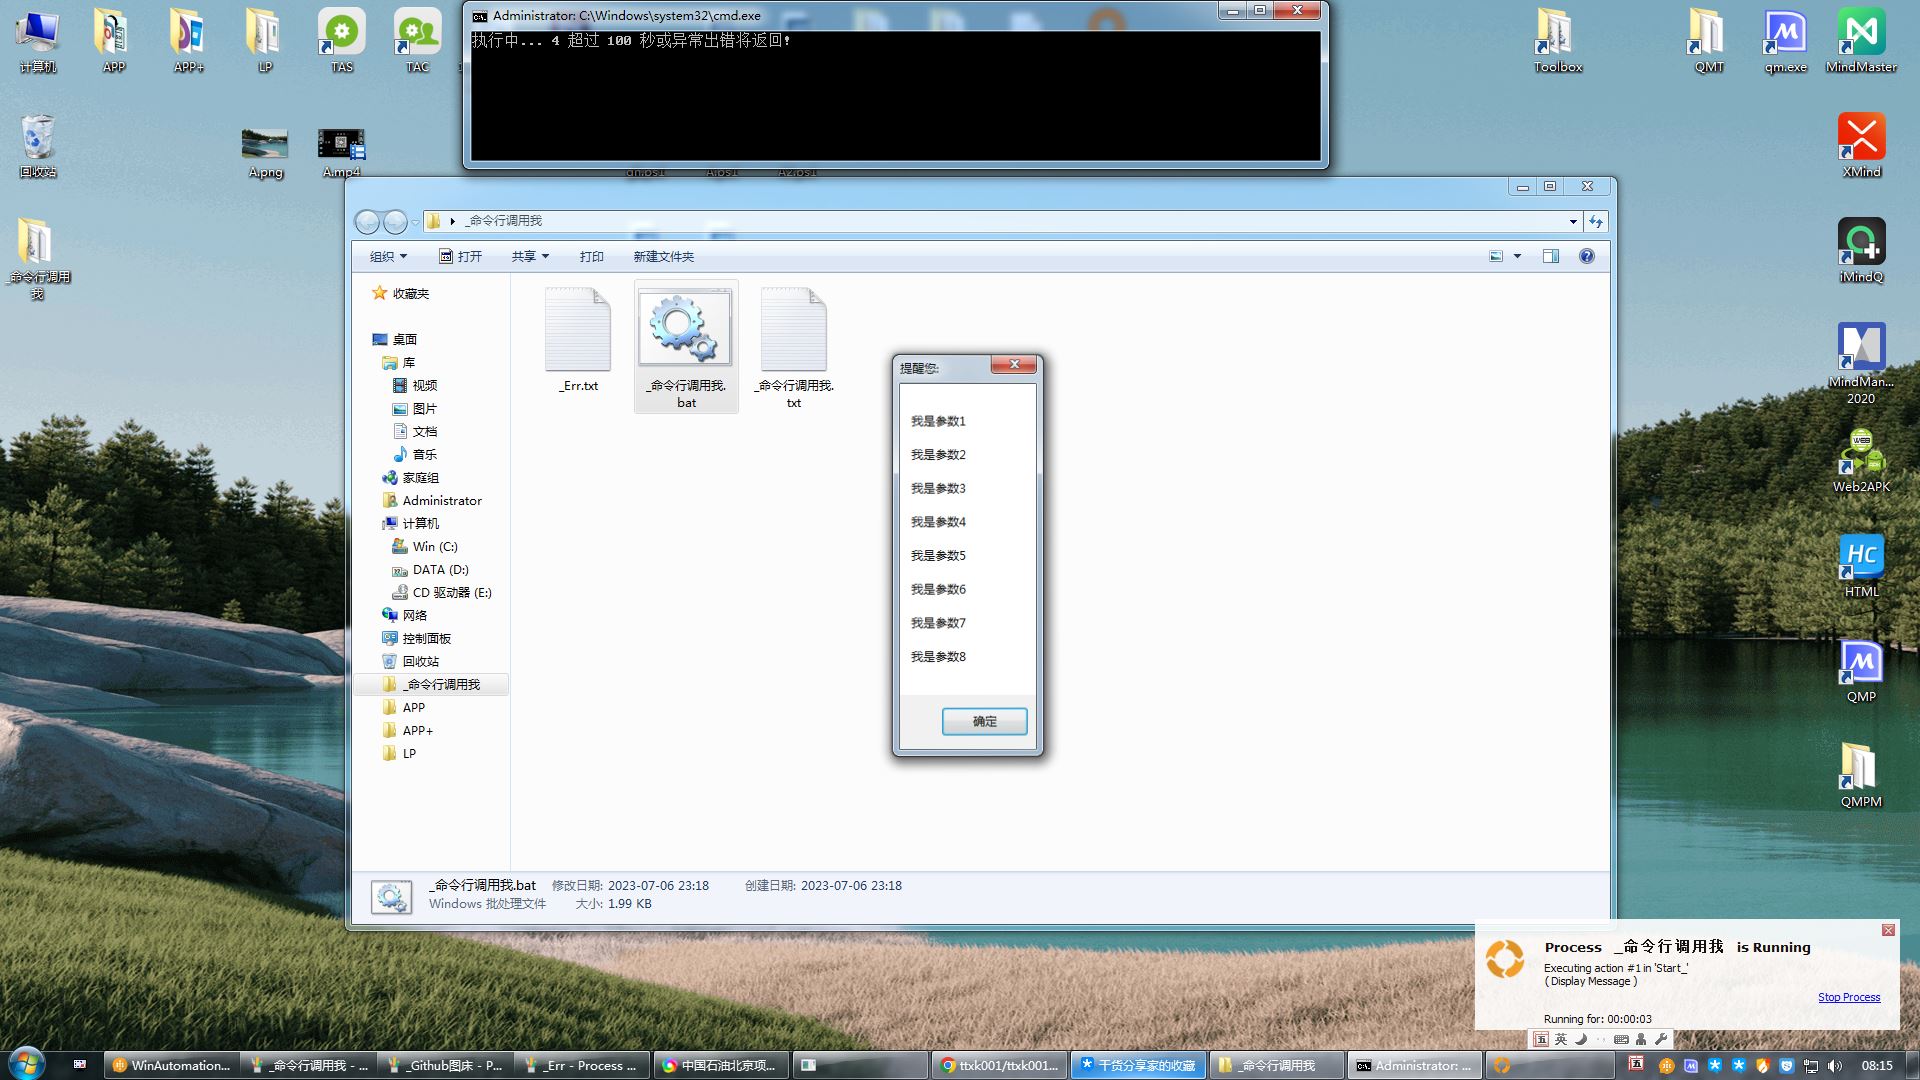 计算机
APP
APP+
LP
TAS
TAC
Administrator: C:\Windows\system32\cmd.exe
执行中... 4 超过 100 秒或异常出错将返回!
Toolbox
QMT
qm.exe
MindMaster
回收站
A.png
A.mp4
qn.ps1
A.ps1
A2.ps1
XMind
_命令行调用我
_命令行调用
我
组织
打开
共享
打印
新建文件夹
iMindQ
收藏夹
桌面
库
视频
图片
文档
音乐
家庭组
Administrator
计算机
Win (C:)
DATA (D:)
CD 驱动器 (E:)
网络
控制面板
回收站
_命令行调用我
APP
APP+
LP
_Err.txt
_命令行调用我.
bat
_命令行调用我.
txt
提醒您:
我是参数1
我是参数2
我是参数3
我是参数4
我是参数5
我是参数6
我是参数7
我是参数8
确定
MindMan...
2020
WEB
Web2APK
HC
HTML
QMP
QMPM
_命令行调用我.bat 修改日期: 2023-07-06 23:18 创建日期: 2023-07-06 23:18
Windows 批处理文件 大小: 1.99 KB
Process _命令行调用我 is Running
Executing action #1 in 'Start_'
( Display Message )
Stop Process
Running for: 00:00:03
五 英
WinAutomation...
_命令行调用我 - ...
_Github图床 - P...
_Err - Process ...
中国石油北京项...
ttxk001/ttxk001...
干货分享家的收藏
_命令行调用我
Administrator: ...
五
08:15